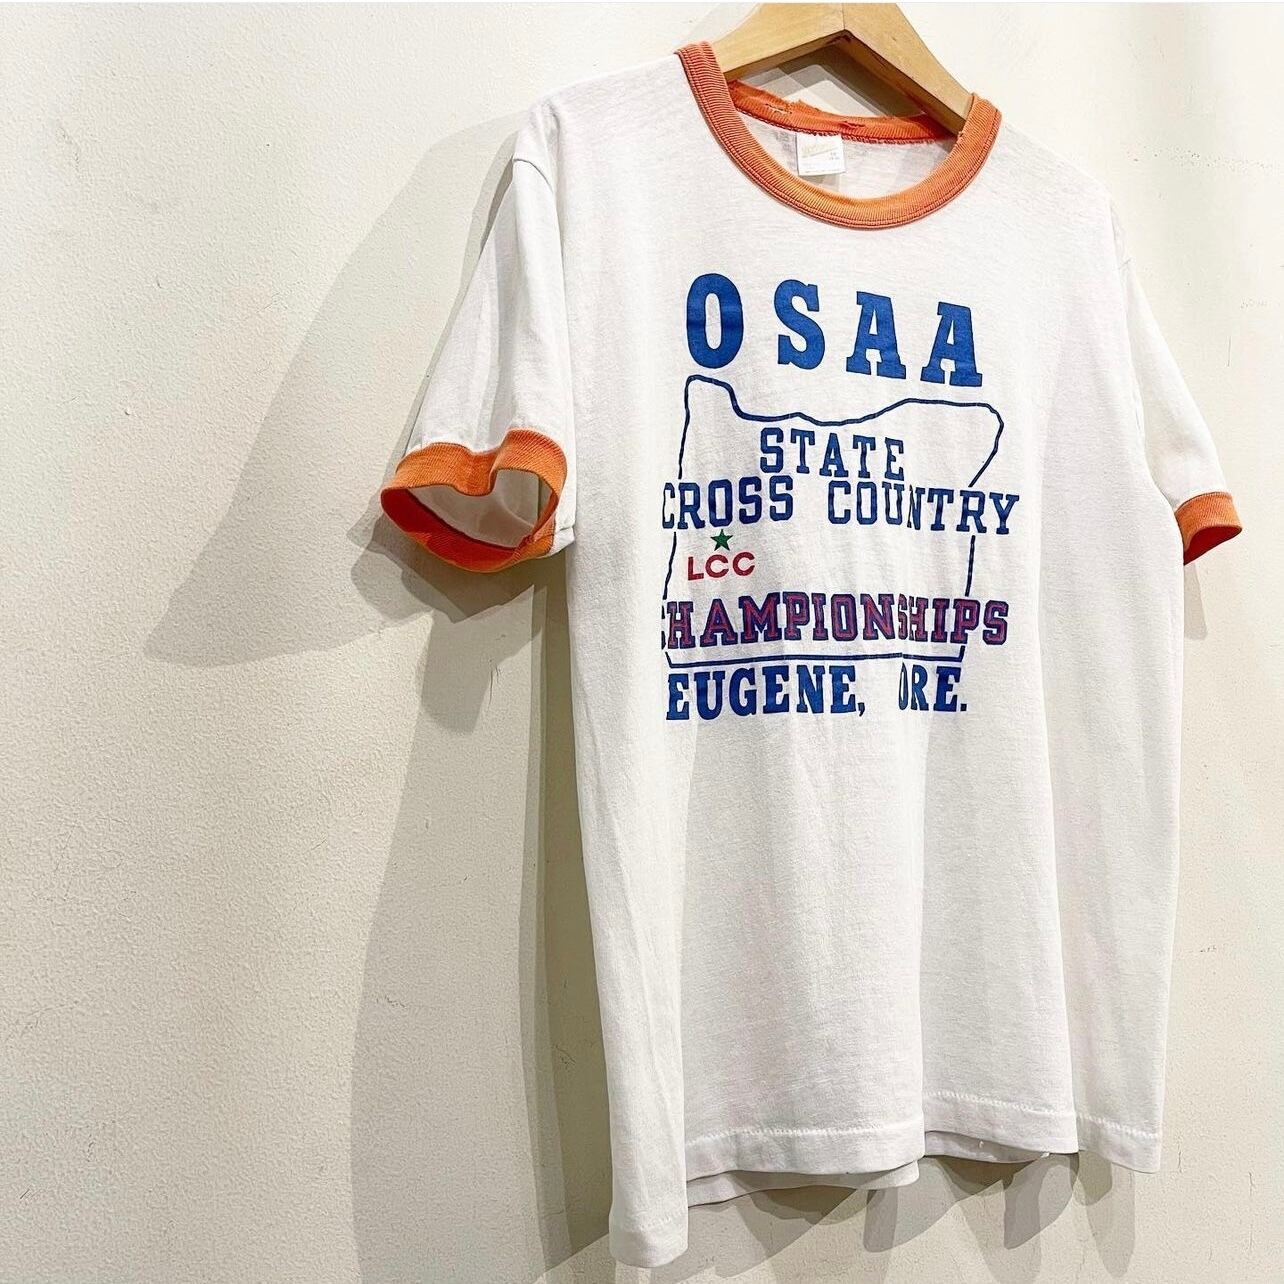 OSAA
STATE
CROSS COUNTRY
LCC
CHAMPIONSHIPS
EUGENE, ORE.